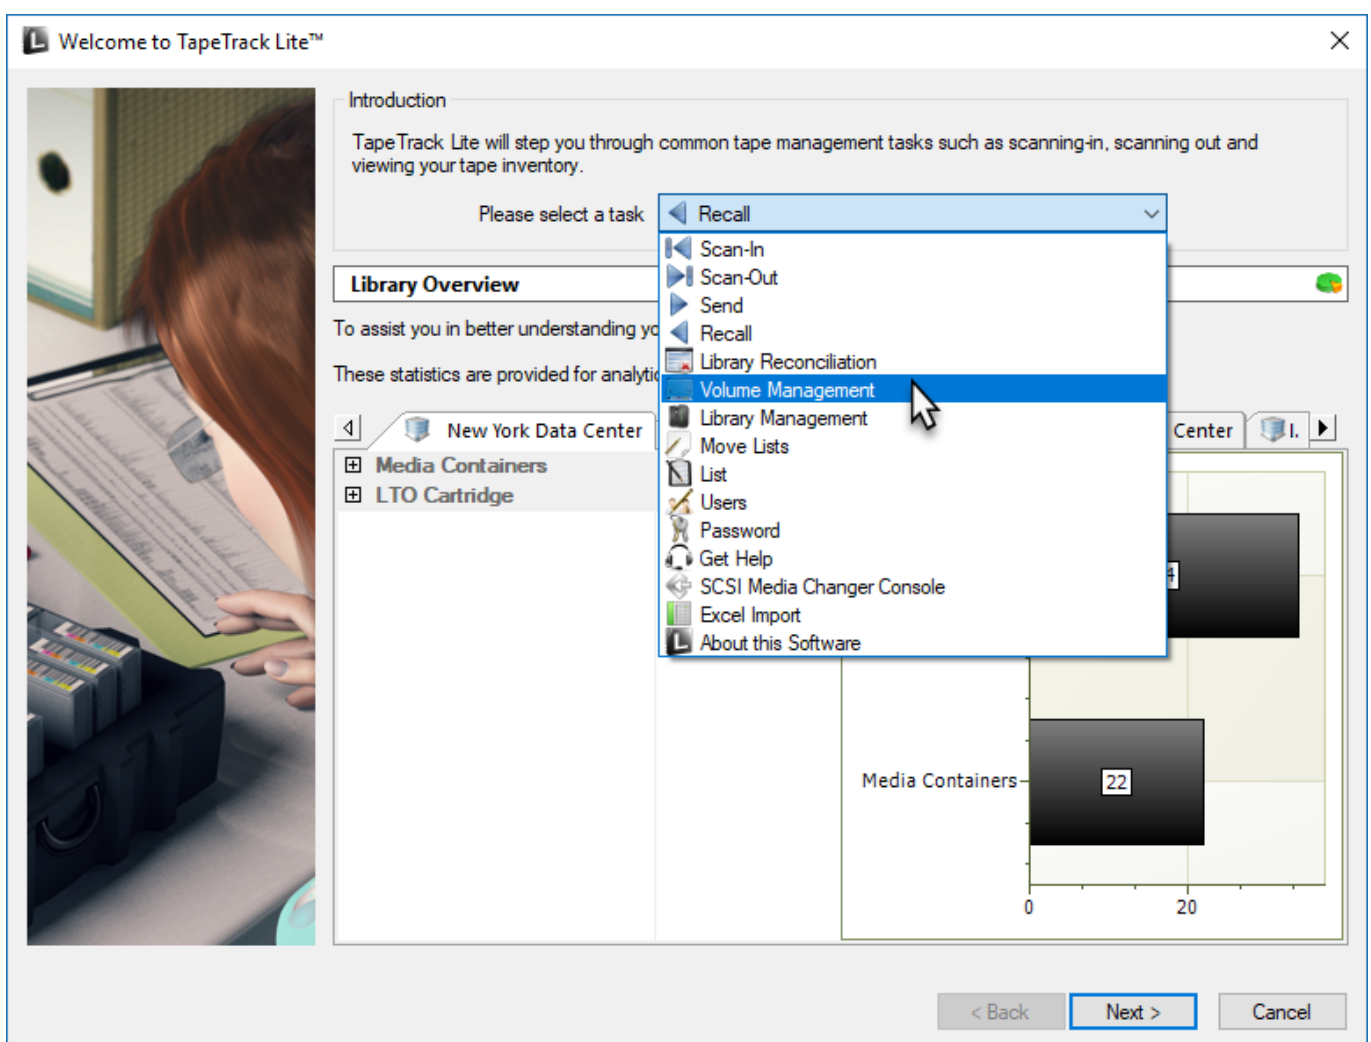 Welcome to TapeTrack Lite™
Introduction
TapeTrack Lite will step you through common tape management tasks such as scanning-in, scanning out and
viewing your tape inventory.
Please select a task
Recall
Scan-In
Scan-Out
Send
Recall
Library Reconciliation
Volume Management
Library Management
Move Lists
List
Users
Password
Get Help
SCSI Media Changer Console
Excel Import
About this Software
Library Overview
To assist you in better understanding yo
These statistics are provided for analytic
New York Data Center
Center
I.
Media Containers
LTO Cartridge
4
Media Containers
22
0
20
< Back
Next >
Cancel